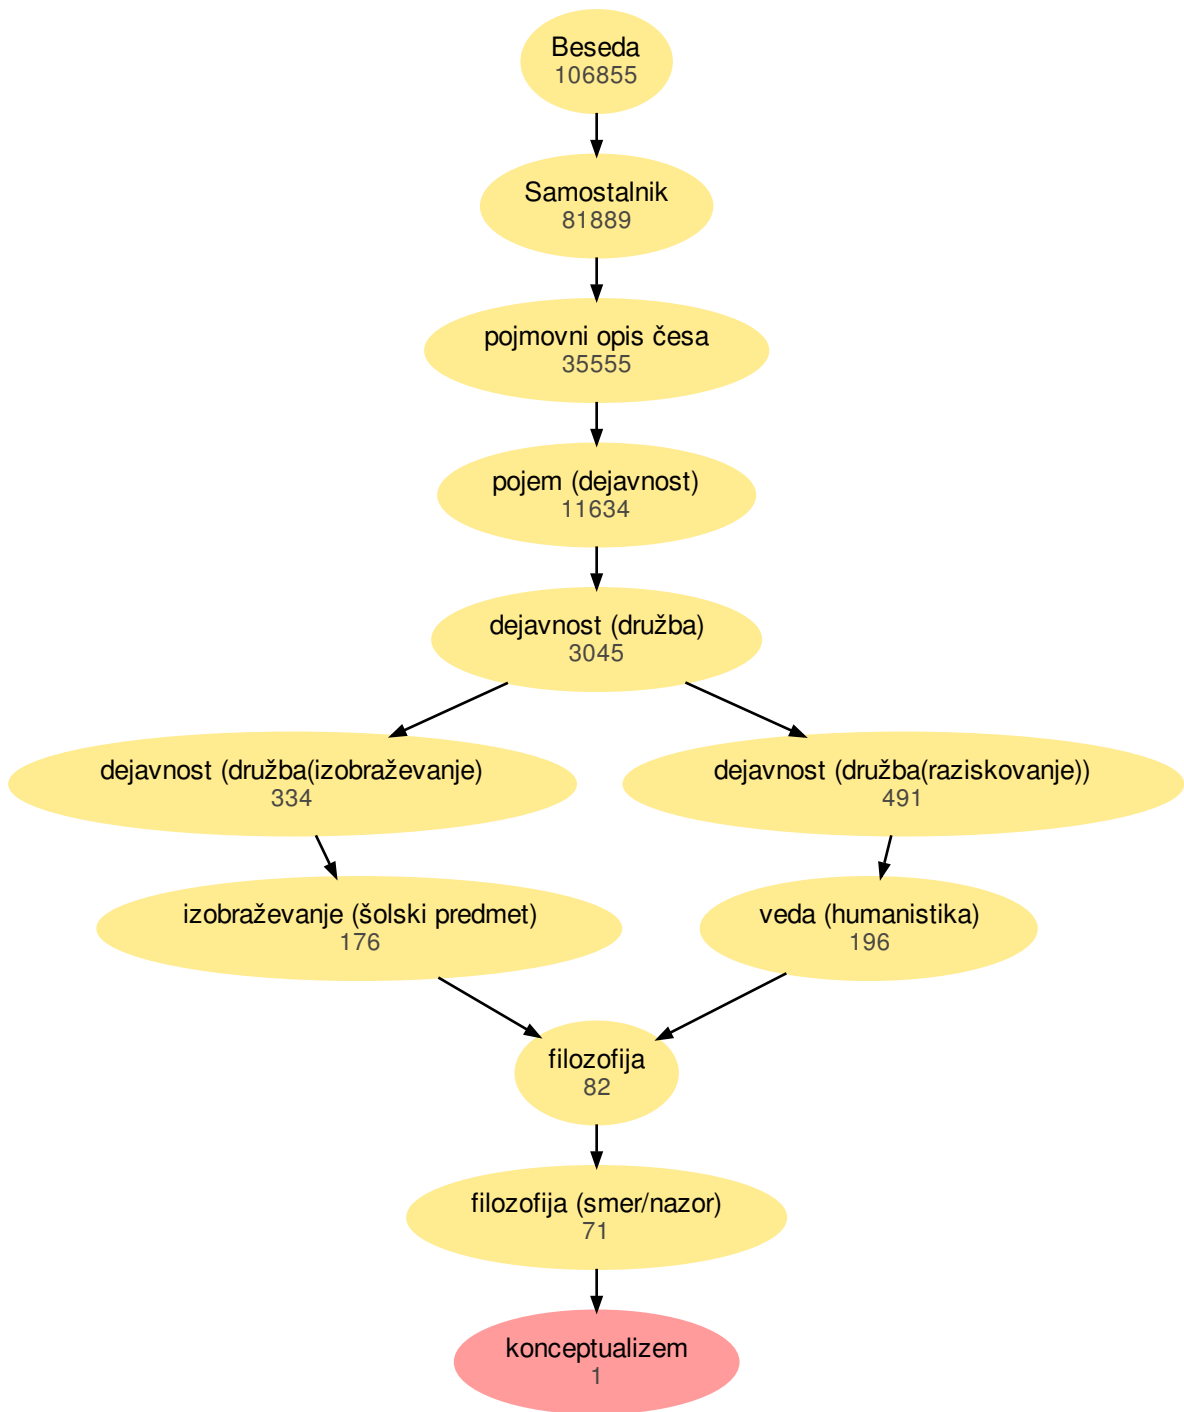 Beseda
106855
Samostalnik
81889
pojmovni opis česa
35555
pojem (dejavnost)
11634
dejavnost (družba)
3045
dejavnost (družba(izobraževanje)
334
dejavnost (družba(raziskovanje))
491
izobraževanje (šolski predmet)
176
veda (humanistika)
196
filozofija
82
filozofija (smer/nazor)
71
konceptualizem
1